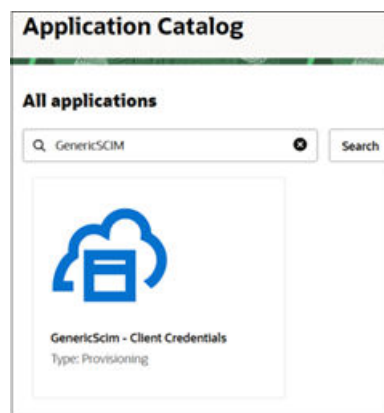 Application Catalog
All applications
GenericSCIM
Search
GenericScim - Client Credentials
Type: Provisioning